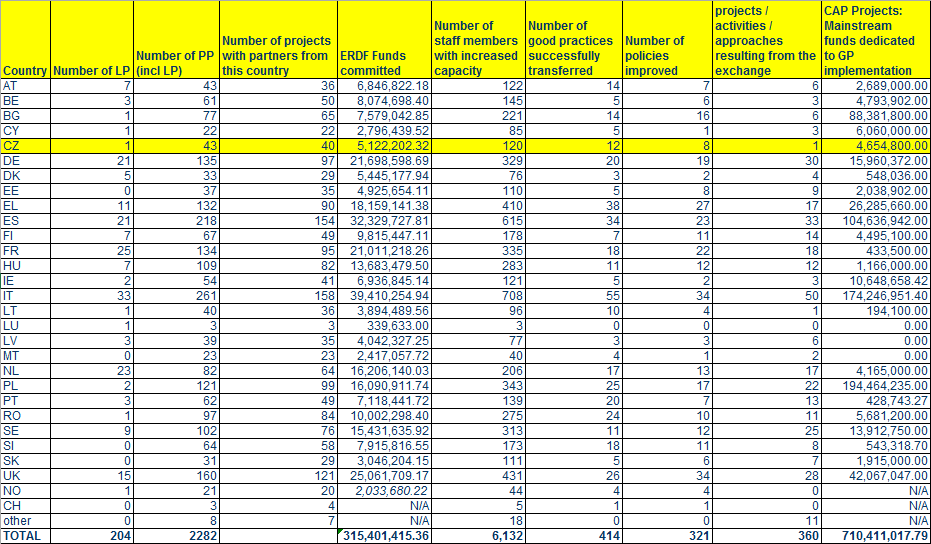 Country Number of LP Number of PP (incl LP) Number of projects with partners from this country ERDF Funds committed Number of staff members with increased capacity Number of good practices successfully transferred Number of policies improved projects / activities / approaches resulting from the exchange CAP Projects: Mainstream funds dedicated to GP implementation
AT 7 43 36 6,846,822.18 122 14 7 6 2,689,000.00
BE 3 61 50 8,074,698.40 145 5 6 3 4,793,902.00
BG 1 77 65 7,579,042.85 221 14 16 6 88,381,800.00
CY 1 22 22 2,796,439.52 85 5 1 3 6,060,000.00
CZ 1 43 40 5,122,202.32 120 12 8 1 4,654,800.00
DE 21 135 97 21,698,598.69 329 20 19 30 15,960,372.00
DK 5 33 29 5,445,177.94 76 3 2 4 548,036.00
EE 0 37 35 4,925,654.11 110 5 8 9 2,038,902.00
EL 11 132 90 18,159,141.38 410 38 27 17 26,285,660.00
ES 21 218 154 32,329,727.81 615 34 23 33 104,636,942.00
FI 7 67 49 9,815,447.11 178 7 11 14 4,495,100.00
FR 25 134 95 21,011,218.26 335 18 22 18 433,500.00
HU 7 109 82 13,683,479.50 283 11 12 12 1,166,000.00
IE 2 54 41 6,936,845.14 121 5 2 3 10,648,658.42
IT 33 261 158 39,410,254.94 708 55 34 50 174,246,951.40
LT 1 40 36 3,894,489.56 96 10 4 1 194,100.00
LU 1 3 3 339,633.00 3 0 0 0 0.00
LV 3 39 35 4,042,327.25 77 3 3 6 0.00
MT 0 23 23 2,417,057.72 40 4 1 2 0.00
NL 23 82 64 16,206,140.03 206 17 13 17 4,165,000.00
PL 2 121 99 16,090,911.74 343 25 17 22 194,464,235.00
PT 3 62 49 7,118,441.72 139 20 7 13 428,743.27
RO 1 97 84 10,002,298.40 275 24 10 11 5,681,200.00
SE 9 102 76 15,431,635.92 313 11 12 25 13,912,750.00
SI 0 64 58 7,915,816.55 173 18 11 8 543,318.70
SK 0 31 29 3,046,204.15 111 5 6 7 1,915,000.00
UK 15 160 121 25,061,709.17 431 26 34 28 42,067,047.00
NO 1 21 20 2,033,680.22 44 4 4 0 N/A
CH 0 3 4 N/A 5 1 1 0 N/A
other 0 8 7 N/A 18 0 0 11 N/A
TOTAL 204 2282 315,401,415.36 6,132 414 321 360 710,411,017.79